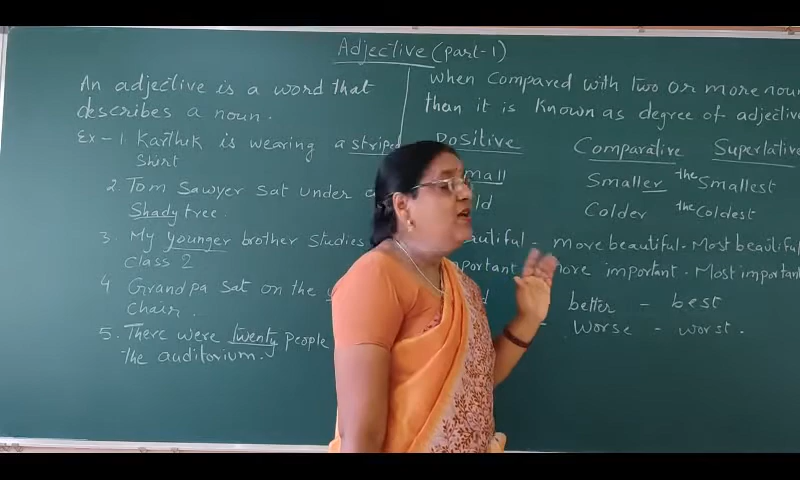 Adjective (part-1)
An adjective is a word that
describes a noun.
Ex - 1. Karthik is wearing a striped
Shirt
2. Tom Sawyer sat under a
Shady tree.
3. My younger brother studies
class 2
4 Grandpa sat on the
chair.
5. There were twenty people
the auditorium.
when compared with two or more noun
than it is known as degree of adjective
Positive Comparative Superlative
mall Smaller the Smallest
ld Colder the Coldest
eautiful - more beautiful - Most beautiful
mportant more important - Most important
d better - best
- worse - worst.